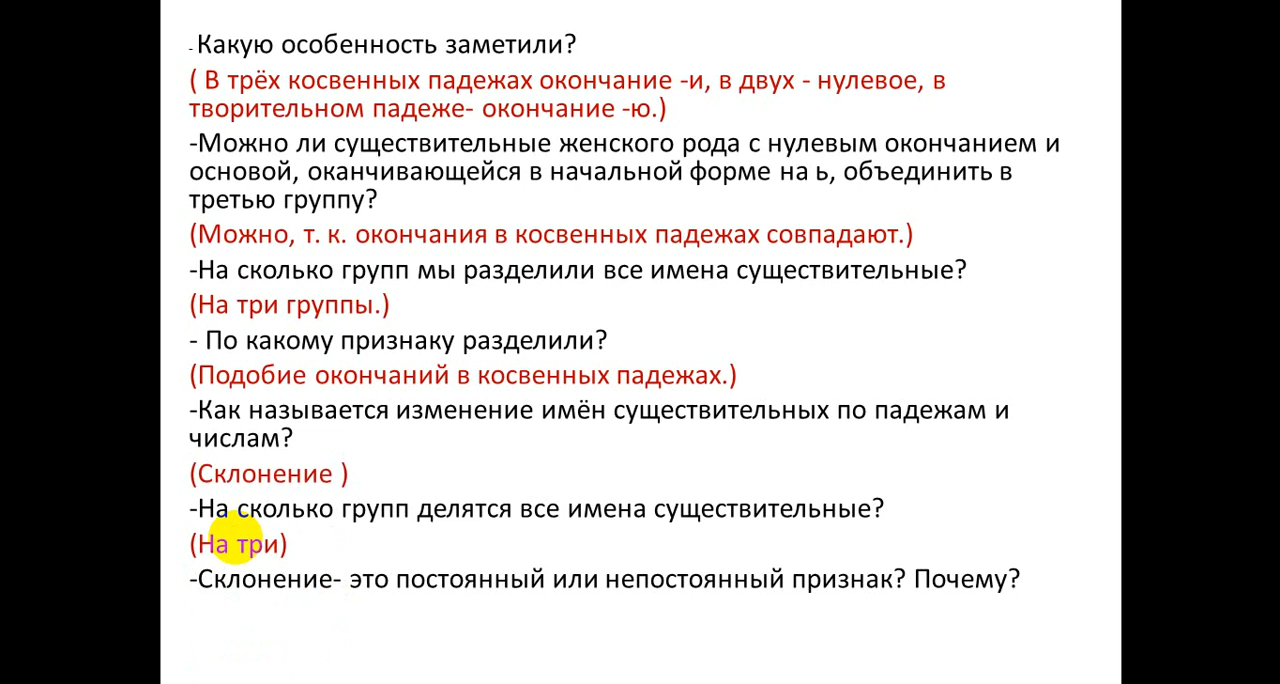 - Какую особенность заметили?
( В трёх косвенных падежах окончание -и, в двух - нулевое, в
творительном падеже- окончание -ю.)
-Можно ли существительные женского рода с нулевым окончанием и
основой, оканчивающейся в начальной форме на ь, объединить в
третью группу?
(Можно, т. к. окончания в косвенных падежах совпадают.)
-На сколько групп мы разделили все имена существительные?
(На три группы.)
- По какому признаку разделили?
(Подобие окончаний в косвенных падежах.)
-Как называется изменение имён существительных по падежам и
числам?
(Склонение )
-На сколько групп делятся все имена существительные?
(На три)
-Склонение- это постоянный или непостоянный признак? Почему?